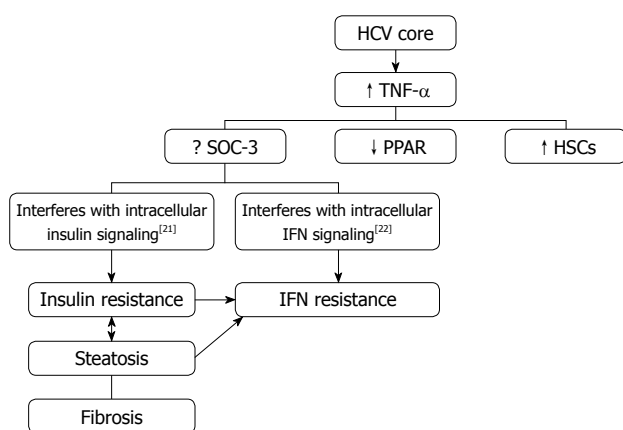 HCV core
↑ TNF-α
? SOC-3
↓ PPAR
↑ HSCs
Interferes with intracellular
insulin signaling[21]
Interferes with intracellular
IFN signaling[22]
Insulin resistance
IFN resistance
Steatosis
Fibrosis